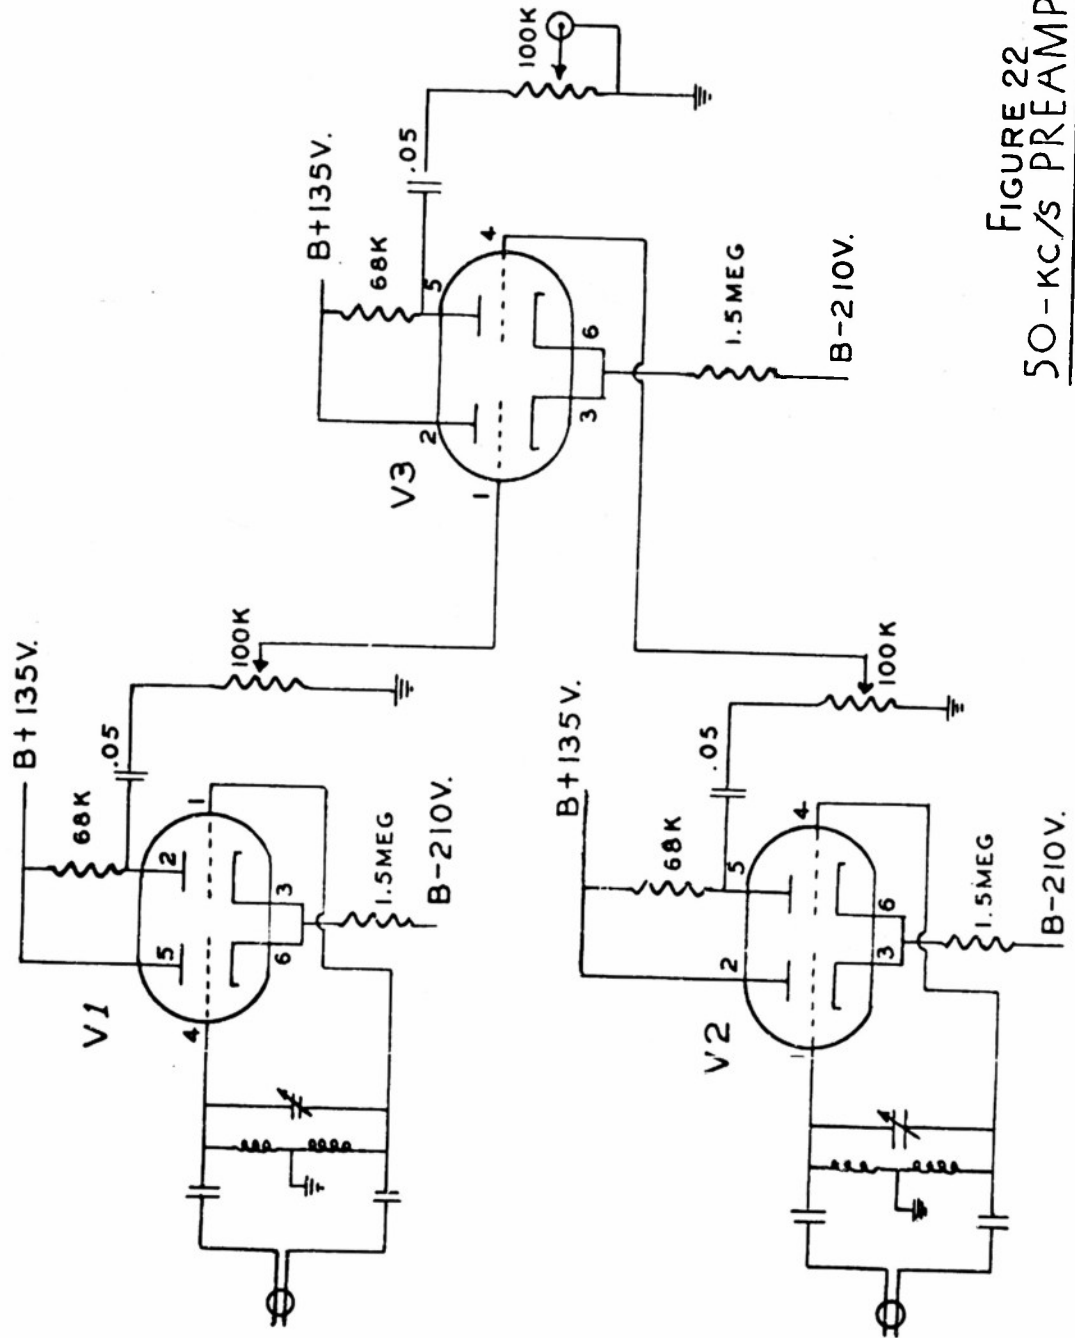 B+135V.
68K
.05
100K
V1
5
2
4
1
6
3
1.5MEG
B-210V.
B+135V.
68K
.05
100K
V2
2
5
1
4
3
6
1.5MEG
B-210V.
B+135V.
68K
.05
100K
V3
2
5
1
4
3
6
1.5MEG
B-210V.
FIGURE 22
50-KC/S PREAMP